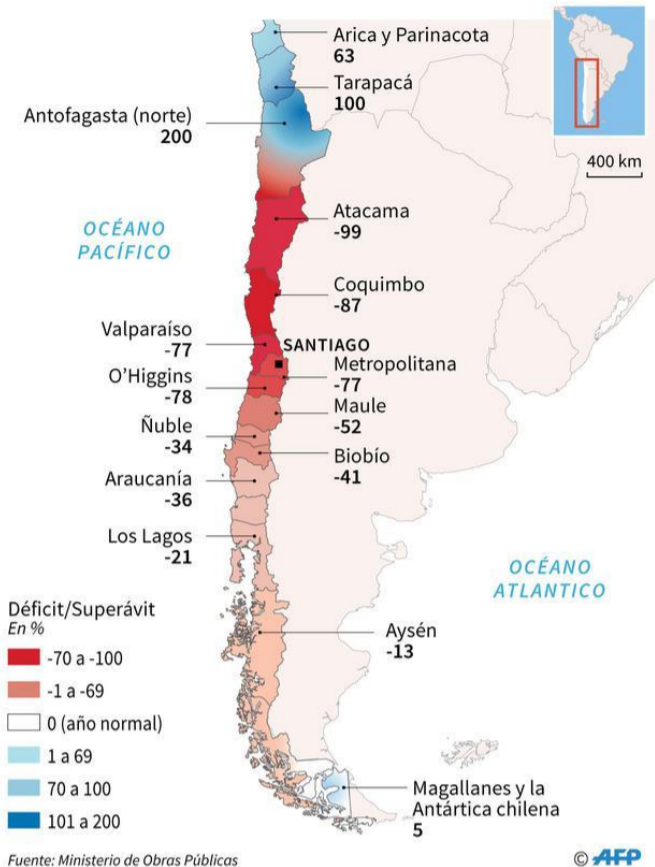 Arica y Parinacota
63
Tarapacá
100
Antofagasta (norte)
200
400 km
Atacama
-99
OCÉANO
PACÍFICO
Coquimbo
-87
Valparaíso
-77
SANTIAGO
Metropolitana
-77
O'Higgins
-78
Maule
-52
Ñuble
-34
Biobío
-41
Araucanía
-36
Los Lagos
-21
OCÉANO
ATLANTICO
Aysén
-13
Déficit/Superávit
En %
-70 a -100
-1 a -69
0 (año normal)
1 a 69
70 a 100
101 a 200
Magallanes y la
Antártica chilena
5
Fuente: Ministerio de Obras Públicas
© AFP